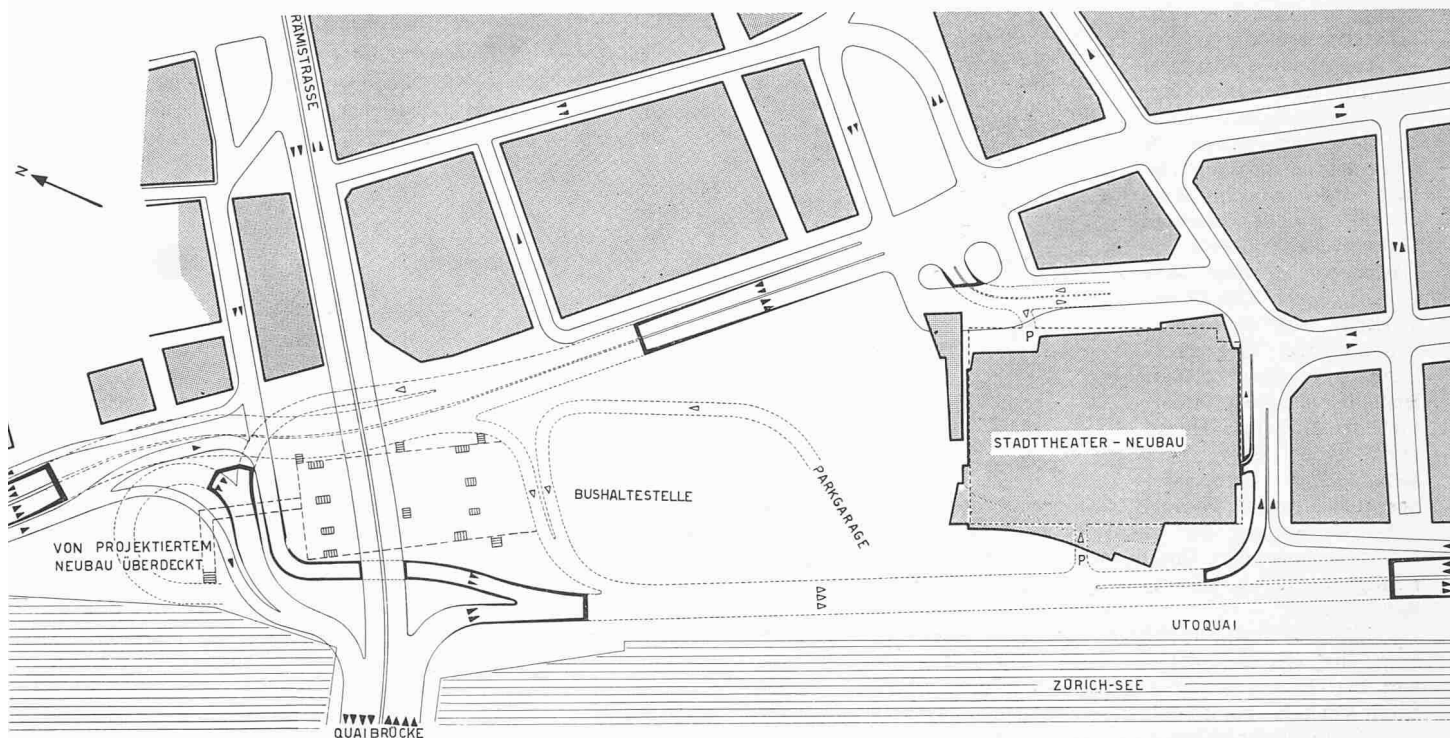 RÄMISTRASSE
N
P
STADTTHEATER - NEUBAU
BUSHALTESTELLE
PARKGARAGE
VON PROJEKTIERTEM
NEUBAU ÜBERDECKT
P
UTOQUAI
ZÜRICH-SEE
QUAIBRÜCKE